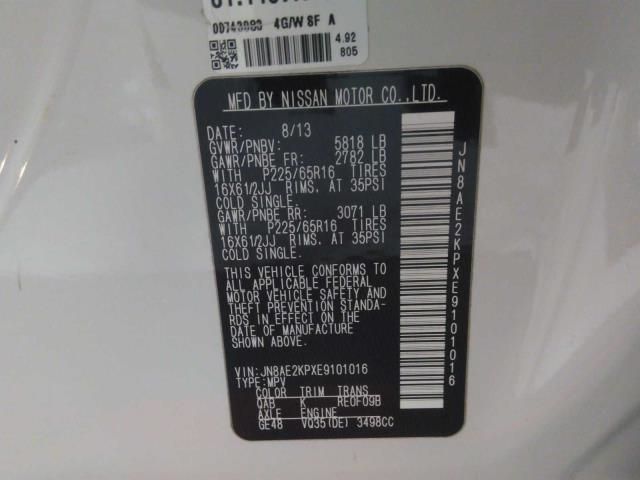 00743083 4G/W 8F A
4.92
805
MFD BY NISSAN MOTOR CO.,LTD.
DATE: 8/13
GVWR/PNBV: 5818 LB
GAWR/PNBE FR: 2782 LB
WITH P225/65R16 TIRES
16X61/2JJ RIMS, AT 35PSI
COLD SINGLE.
GAWR/PNBE RR: 3071 LB
WITH P225/65R16 TIRES
16X61/2JJ RIMS, AT 35PSI
COLD SINGLE.
THIS VEHICLE CONFORMS TO
ALL APPLICABLE FEDERAL
MOTOR VEHICLE SAFETY AND
THEFT PREVENTION STANDA-
RDS IN EFFECT ON THE
DATE OF MANUFACTURE
SHOWN ABOVE.
VIN:JN8AE2KPXE9101016
TYPE:MPV
COLOR TRIM TRANS
QAB K RE0F09B
AXLE ENGINE
GE48 VQ35(DE) 3498CC
JN8AE2KPXE9101016